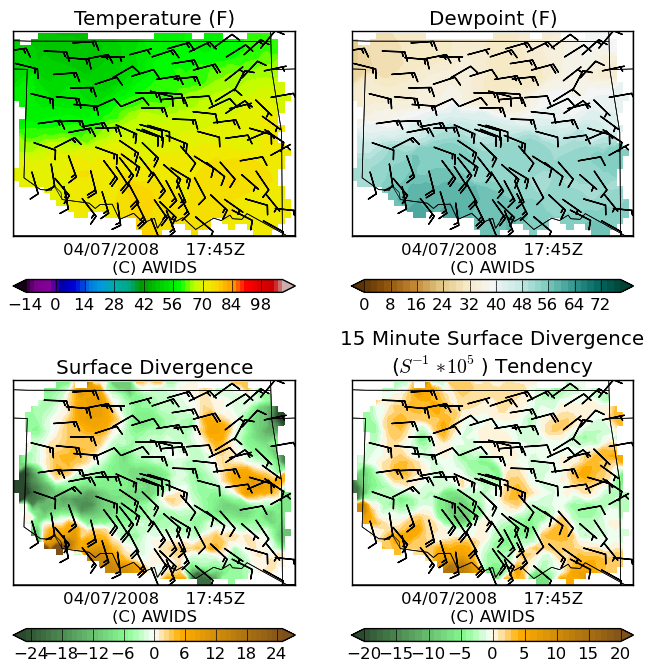 Temperature (F)
Dewpoint (F)
04/07/2008 17:45Z
(C) AWIDS
04/07/2008 17:45Z
(C) AWIDS
−14 0 14 28 42 56 70 84 98
0 8 16 24 32 40 48 56 64 72
Surface Divergence
15 Minute Surface Divergence
(S⁻¹ *10⁵ ) Tendency
04/07/2008 17:45Z
(C) AWIDS
04/07/2008 17:45Z
(C) AWIDS
−24 −18 −12 −6 0 6 12 18 24
−20 −15 −10 −5 0 5 10 15 20